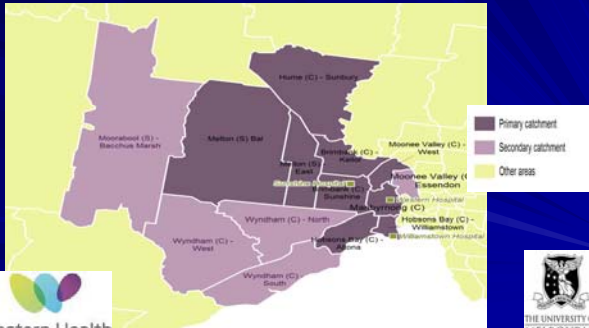 Hume (C) - Sunbury
Primary catchment
Secondary catchment
Other areas
Moorabool (S) -
Bacchus Marsh
Melton (S) Bal
Melton (S)
East
Brimbank (C) -
Keilor
Moonee Valley (C) -
West
Moonee Valley (C)
Essendon
Sunshine Hospital
Brimbank (C) -
Sunshine
Maribyrnong (C)
Western Hospital
Wyndham (C) - North
Hobsons Bay (C) -
Williamstown
Williamstown Hospital
Hobsons Bay (C) -
Altona
Wyndham (C) -
West
Wyndham (C) -
South
stern Health
THE UNIVERSITY O